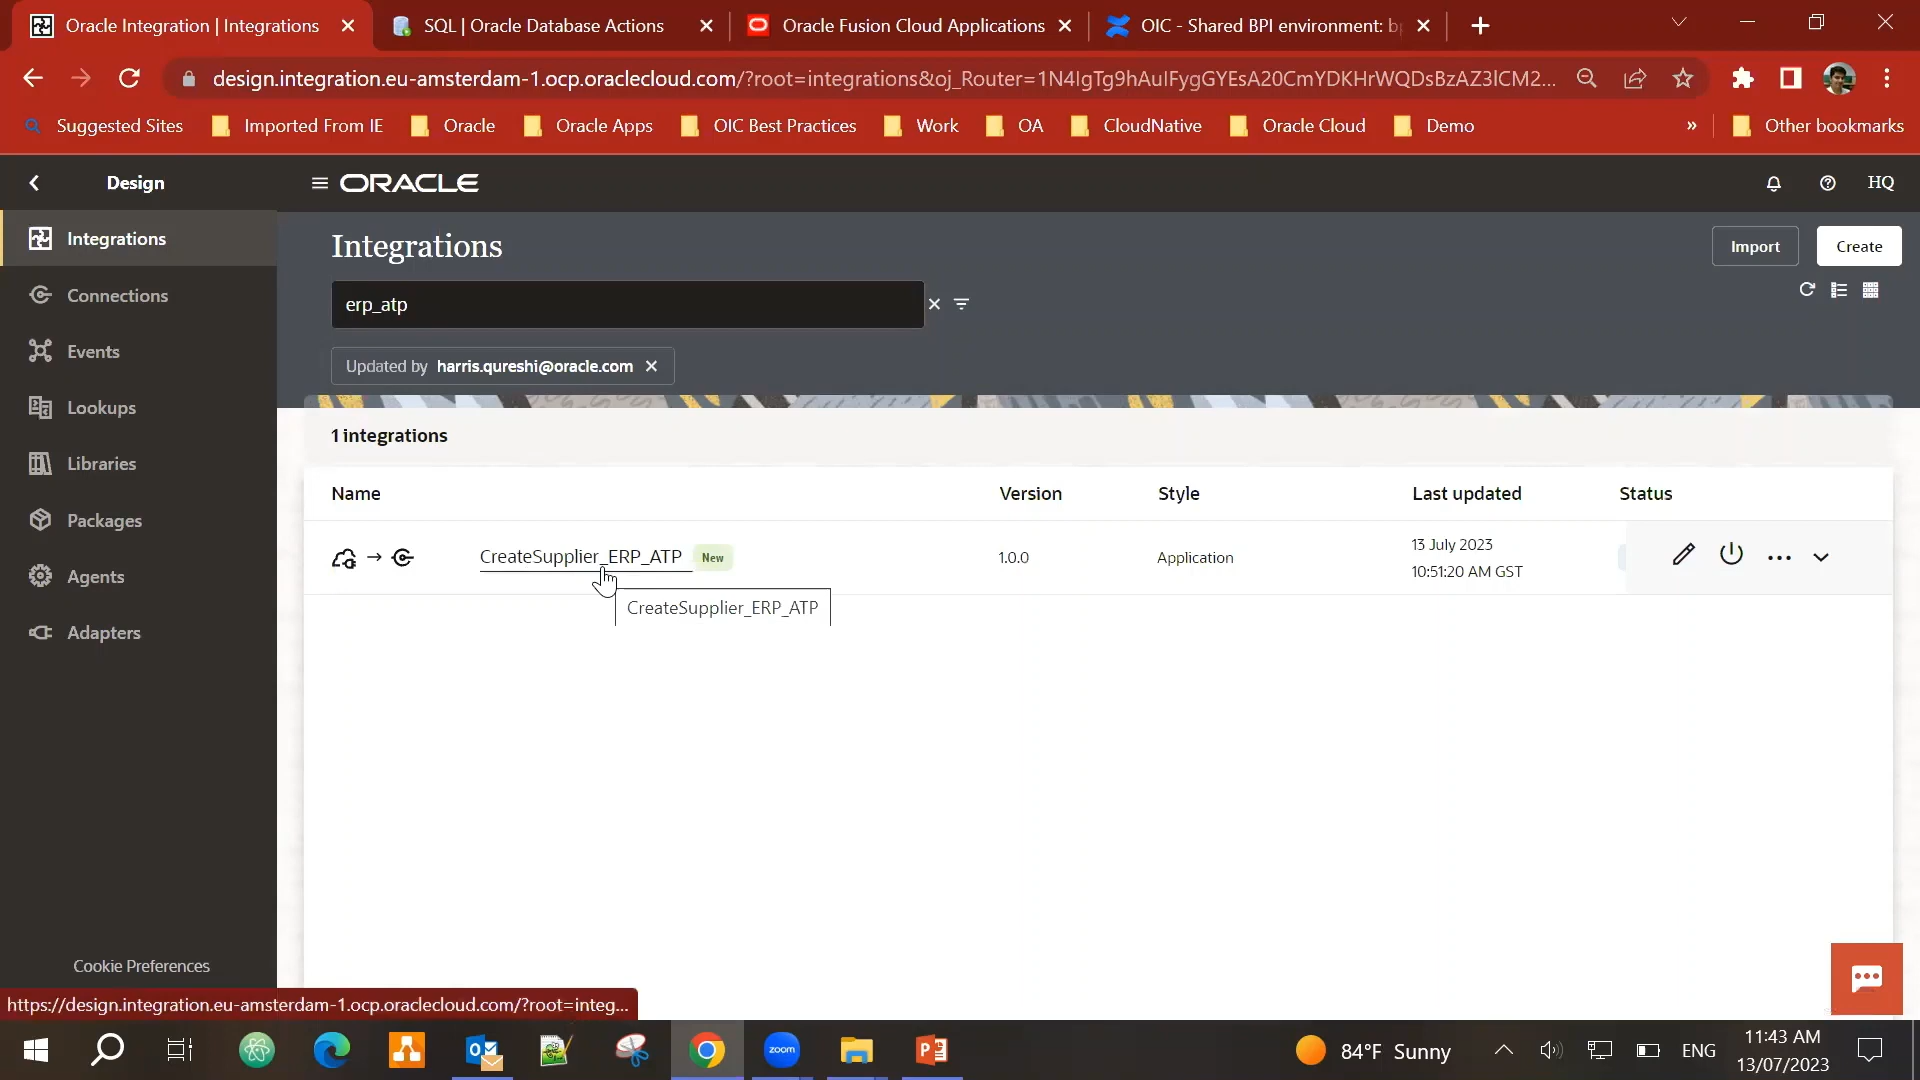 Oracle Integration | Integrations
SQL | Oracle Database Actions
Oracle Fusion Cloud Applications
OIC - Shared BPI environment: b
design.integration.eu-amsterdam-1.ocp.oraclecloud.com/?root=integrations&oj_Router=1N4IgTg9hAuIFygGYEsA20CmYDKHrWQDsBzAZ3lCM2...
Suggested Sites
Imported From IE
Oracle
Oracle Apps
OIC Best Practices
Work
OA
CloudNative
Oracle Cloud
Demo
»
Other bookmarks
Design
ORACLE
HQ
Integrations
Connections
Events
Lookups
Libraries
Packages
Agents
Adapters
Cookie Preferences
Integrations
Import
Create
erp_atp
Updated by harris.qureshi@oracle.com
1 integrations
Name Version Style Last updated Status
CreateSupplier_ERP_ATP New 1.0.0 Application 13 July 2023
10:51:20 AM GST
CreateSupplier_ERP_ATP
https://design.integration.eu-amsterdam-1.ocp.oraclecloud.com/?root=integ...
zoom
84°F Sunny
ENG
11:43 AM
13/07/2023